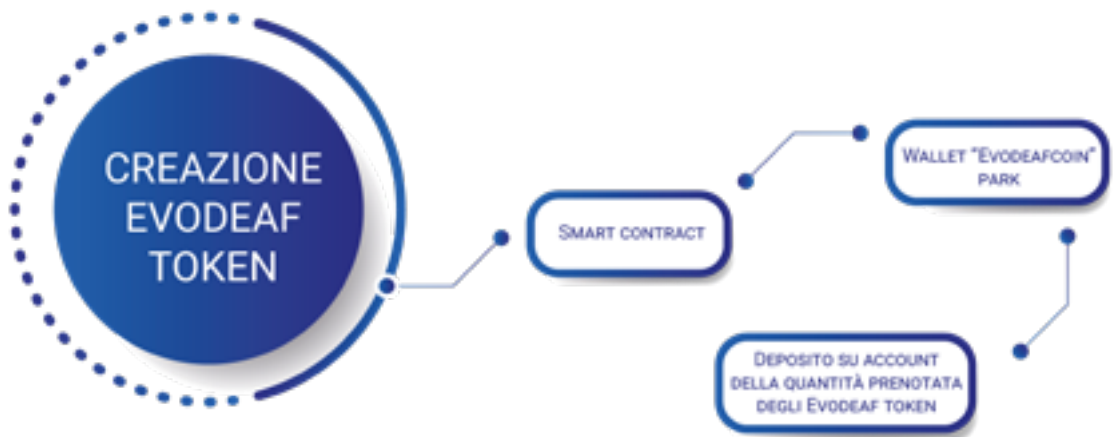 CREAZIONE
EVODEAF
TOKEN
SMART CONTRACT
WALLET "EVODEAFCOIN"
PARK
DEPOSITO SU ACCOUNT
DELLA QUANTITÀ PRENOTATA
DEGLI EVODEAF TOKEN